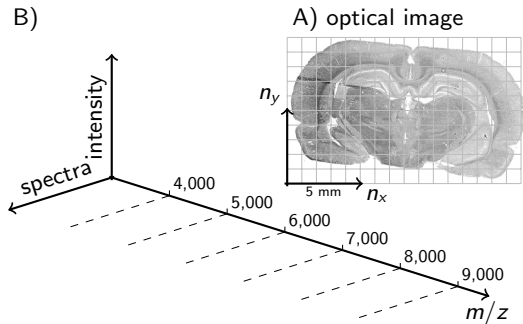 B)
A) optical image
intensity
spectra
n_y
5 mm
n_x
4,000
5,000
6,000
7,000
8,000
9,000
m/z